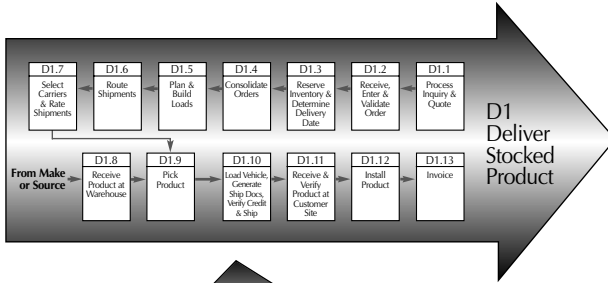 D1.7
Select
Carriers
& Rate
Shipments
D1.6
Route
Shipments
D1.5
Plan &
Build
Loads
D1.4
Consolidate
Orders
D1.3
Reserve
Inventory &
Determine
Delivery
Date
D1.2
Receive,
Enter &
Validate
Order
D1.1
Process
Inquiry &
Quote
D1
Deliver
Stocked
Product
From Make
or Source
D1.8
Receive
Product at
Warehouse
D1.9
Pick
Product
D1.10
Load Vehicle,
Generate
Ship Docs,
Verify Credit
& Ship
D1.11
Receive &
Verify
Product at
Customer
Site
D1.12
Install
Product
D1.13
Invoice